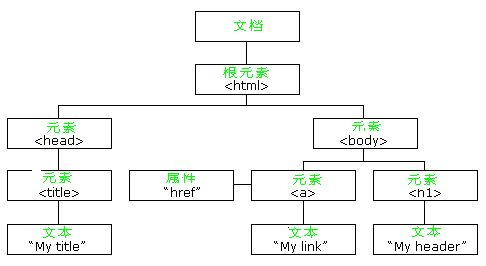 文档
根元素
<html>
元素
<head>
元素
<body>
元素
<title>
属性
“href”
元素
<a>
元素
<h1>
文本
“My title”
文本
“My link”
文本
“My header”